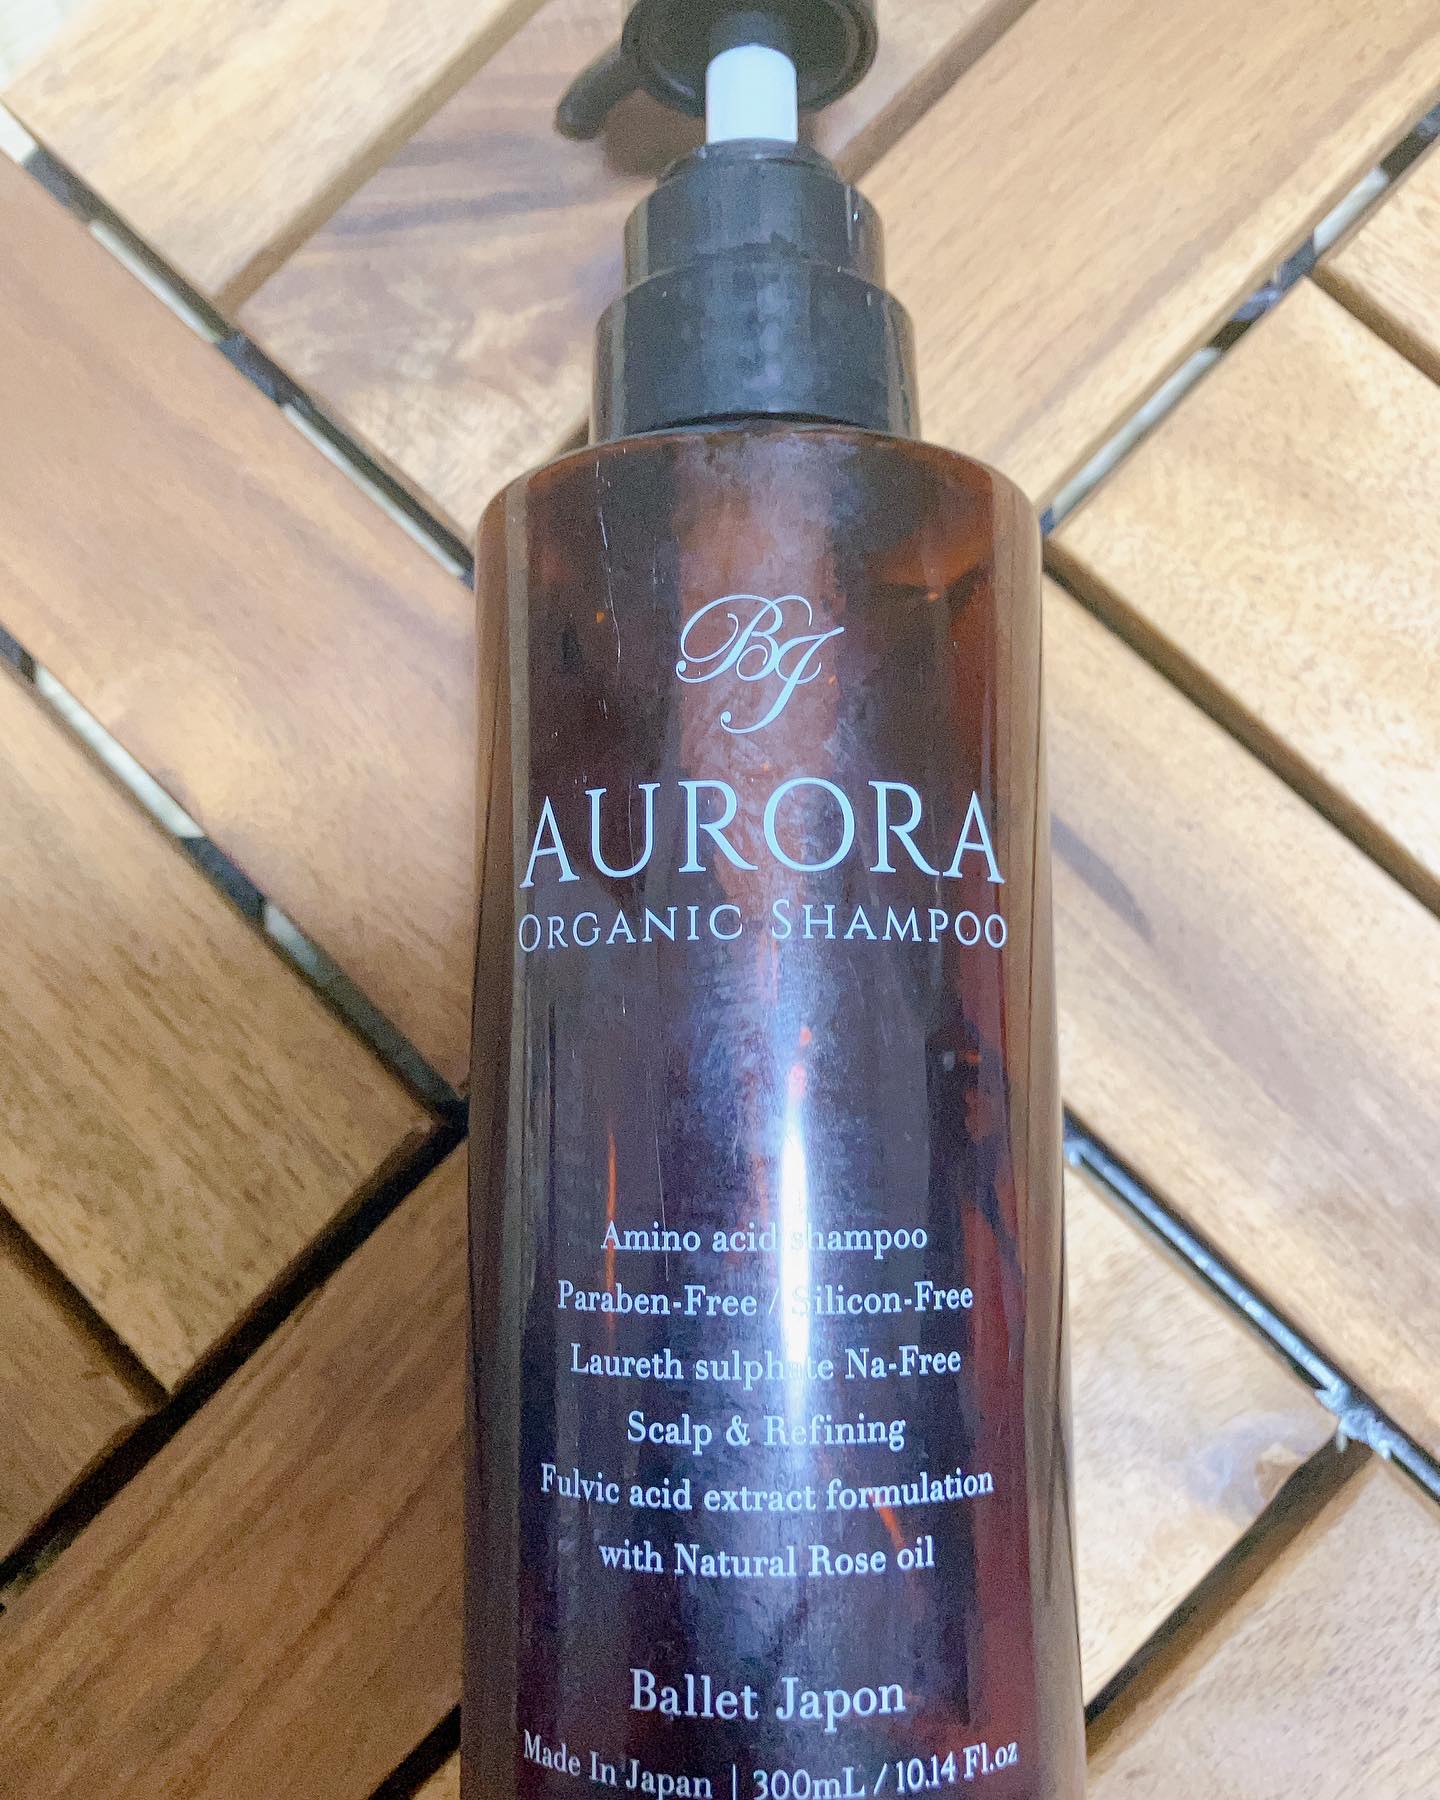 BJ
AURORA
ORGANIC SHAMPOO
Amino acid shampoo
Paraben-Free / Silicon-Free
Laureth sulphate Na-Free
Scalp & Refining
Fulvic acid extract formulation
with Natural Rose oil
Ballet Japon
Made In Japan | 300mL / 10.14 Fl.oz